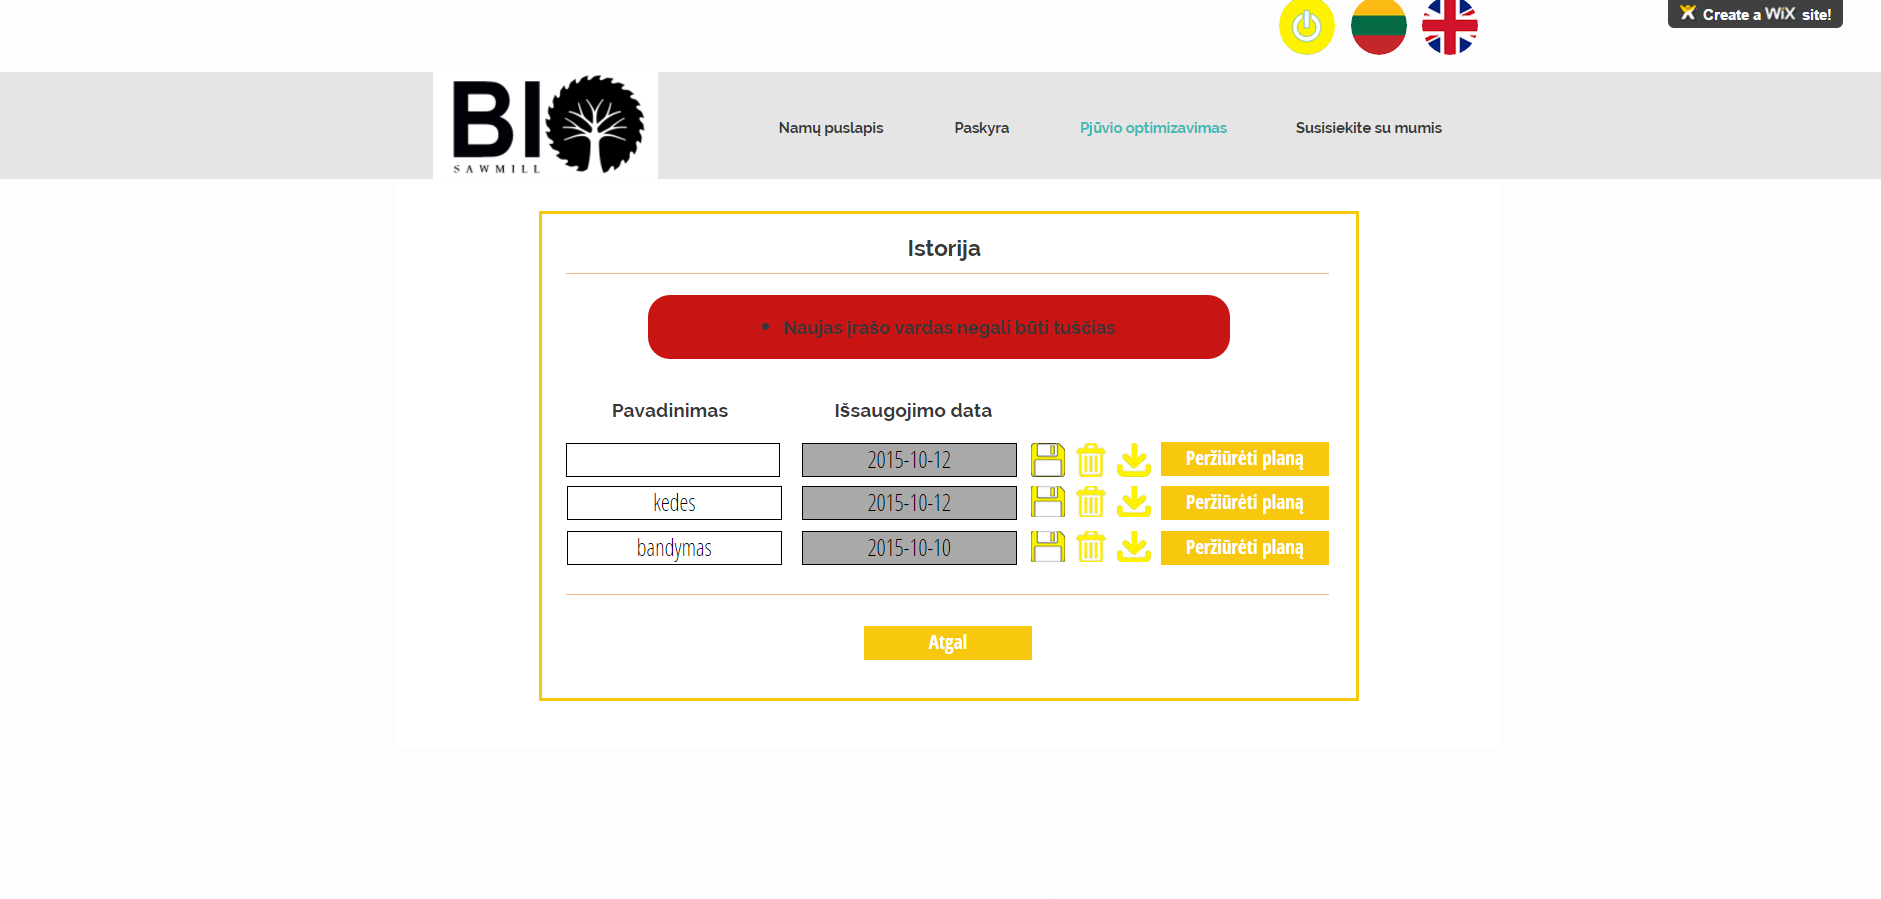 Create a WiX site!
BIO
SAWMILL
Namų puslapis
Paskyra
Pjūvio optimizavimas
Susisiekite su mumis
Istorija
• Naujas įrašo vardas negali būti tuščias
Pavadinimas
Išsaugojimo data
2015-10-12
Peržiūrėti planą
kedes
2015-10-12
Peržiūrėti planą
bandymas
2015-10-10
Peržiūrėti planą
Atgal